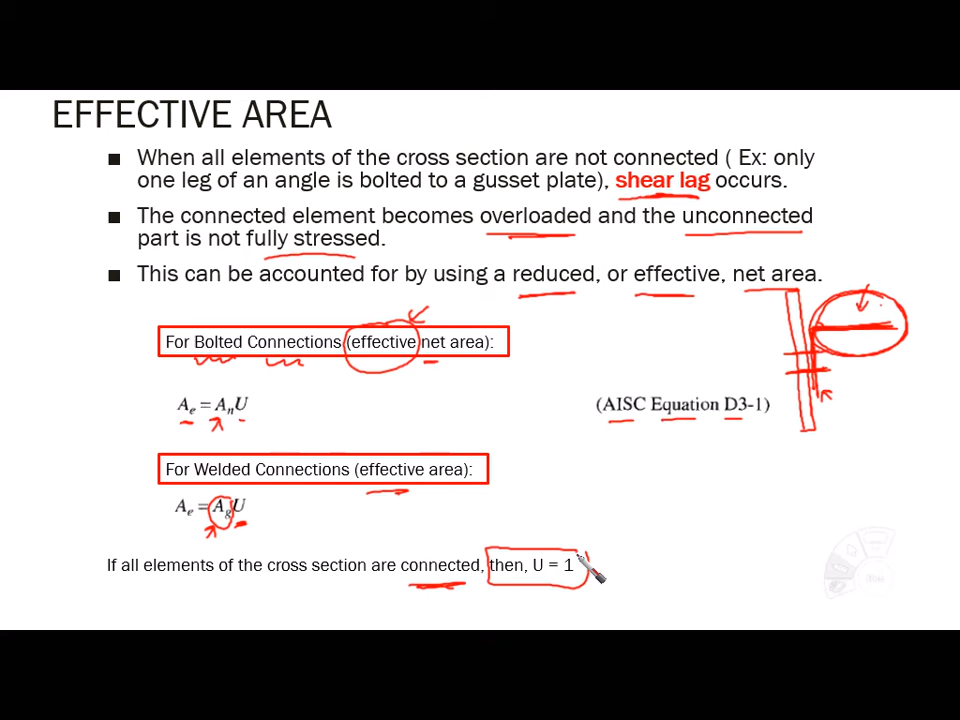 EFFECTIVE AREA
■ When all elements of the cross section are not connected ( Ex: only
one leg of an angle is bolted to a gusset plate), shear lag occurs.
■ The connected element becomes overloaded and the unconnected
part is not fully stressed.
■ This can be accounted for by using a reduced, or effective, net area.
For Bolted Connections (effective net area):
Ae = AnU (AISC Equation D3-1)
For Welded Connections (effective area):
Ae = AgU
If all elements of the cross section are connected, then, U = 1